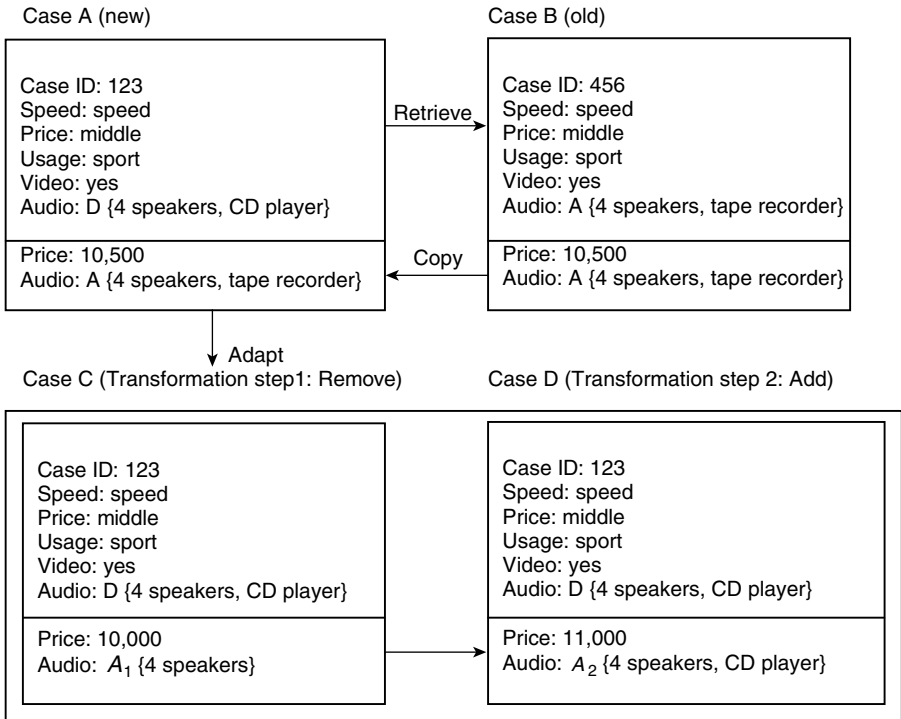 Case A (new)
Case ID: 123
Speed: speed
Price: middle
Usage: sport
Video: yes
Audio: D {4 speakers, CD player}
Price: 10,500
Audio: A {4 speakers, tape recorder}
Retrieve
Copy
Case B (old)
Case ID: 456
Speed: speed
Price: middle
Usage: sport
Video: yes
Audio: A {4 speakers, tape recorder}
Price: 10,500
Audio: A {4 speakers, tape recorder}
Adapt
Case C (Transformation step1: Remove)
Case ID: 123
Speed: speed
Price: middle
Usage: sport
Video: yes
Audio: D {4 speakers, CD player}
Price: 10,000
Audio: A₁ {4 speakers}
Case D (Transformation step 2: Add)
Case ID: 123
Speed: speed
Price: middle
Usage: sport
Video: yes
Audio: D {4 speakers, CD player}
Price: 11,000
Audio: A₂ {4 speakers, CD player}